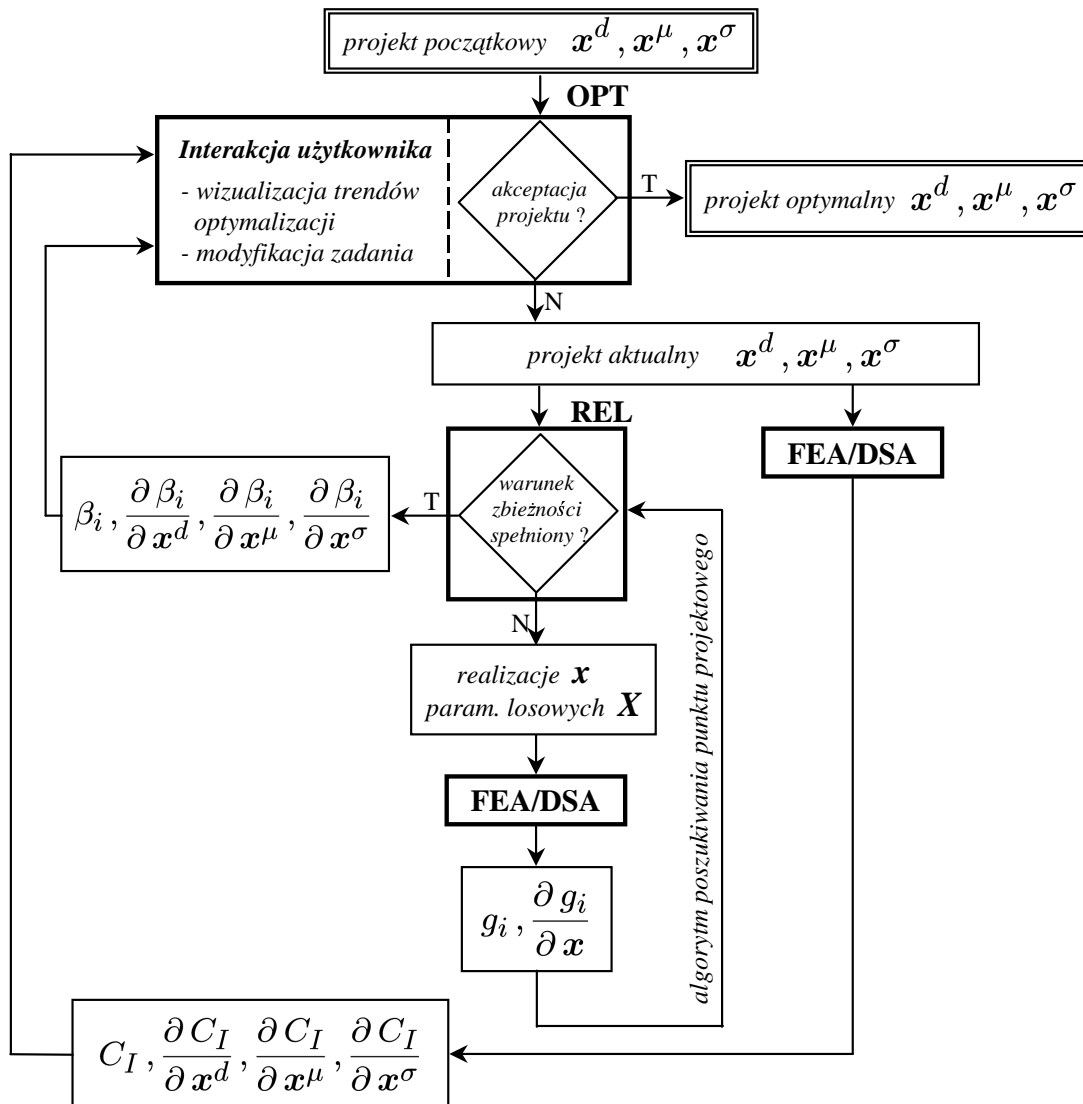 projekt początkowy x^d , x^μ , x^σ
OPT
Interakcja użytkownika
- wizualizacja trendów
optymalizacji
- modyfikacja zadania
akceptacja
projektu ?
T
projekt optymalny x^d , x^μ , x^σ
N
projekt aktualny x^d , x^μ , x^σ
REL
FEA/DSA
warunek
zbieżności
spełniony ?
T
β_i , ∂ β_i / ∂ x^d , ∂ β_i / ∂ x^μ , ∂ β_i / ∂ x^σ
N
realizacje x
param. losowych X
algorytm poszukiwania punktu projektowego
FEA/DSA
g_i , ∂ g_i / ∂ x
C_I , ∂ C_I / ∂ x^d , ∂ C_I / ∂ x^μ , ∂ C_I / ∂ x^σ